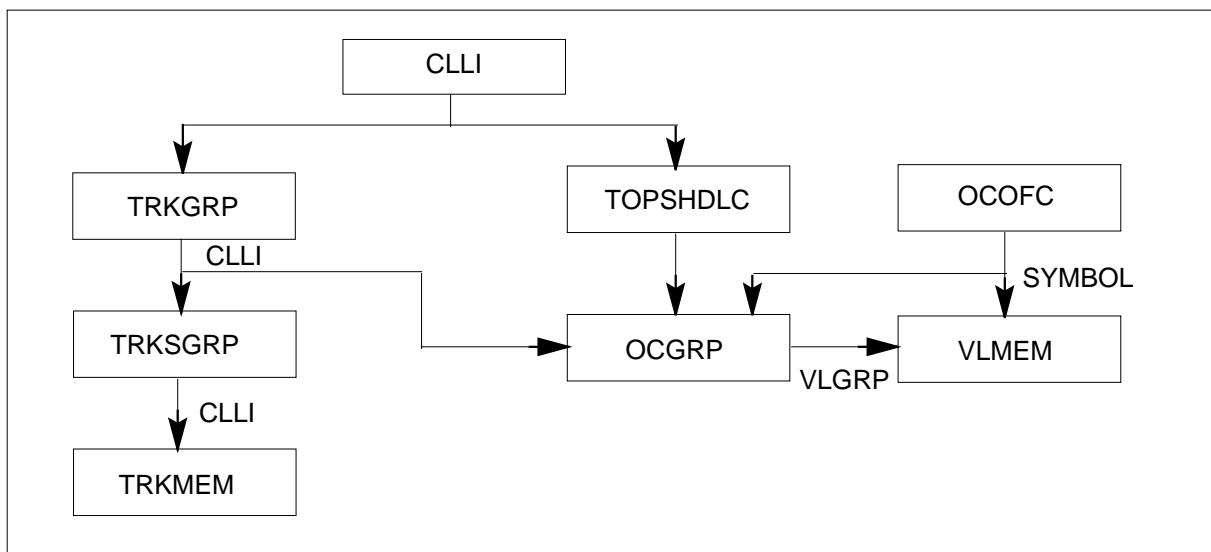 CLLI
TRKGRP
TOPSHDLC
OCOFC
CLLI
SYMBOL
TRKSGRP
OCGRP
VLMEM
VLGRP
CLLI
TRKMEM